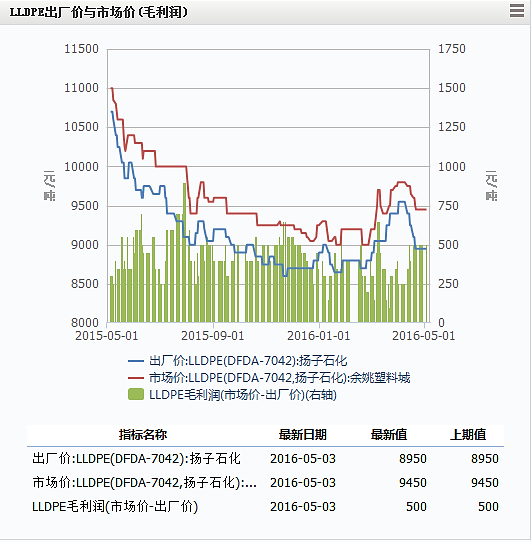 LLDPE出厂价与市场价(毛利润)
11500 1750
11000 1500
10500 1250
10000 1000
9500 750
元/吨 元/吨
9000 500
8500 250
8000 0
2015-05-01 2015-09-01 2016-01-01 2016-05-01
出厂价:LLDPE(DFDA-7042):扬子石化
市场价:LLDPE(DFDA-7042,扬子石化):余姚塑料城
LLDPE毛利润(市场价-出厂价)(右轴)
指标名称 最新日期 最新值 上期值
出厂价:LLDPE(DFDA-7042):扬子石化 2016-05-03 8950 8950
市场价:LLDPE(DFDA-7042,扬子石化):... 2016-05-03 9450 9450
LLDPE毛利润(市场价-出厂价) 2016-05-03 500 500